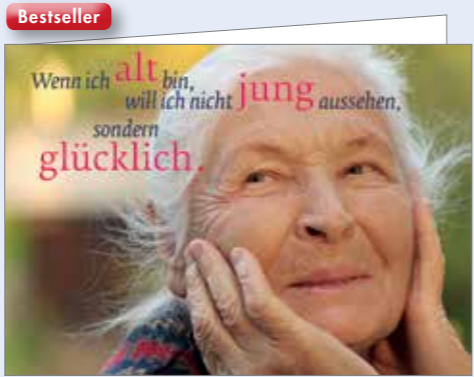 Bestseller
Wenn ich alt bin,
will ich nicht jung aussehen,
sondern
glücklich.